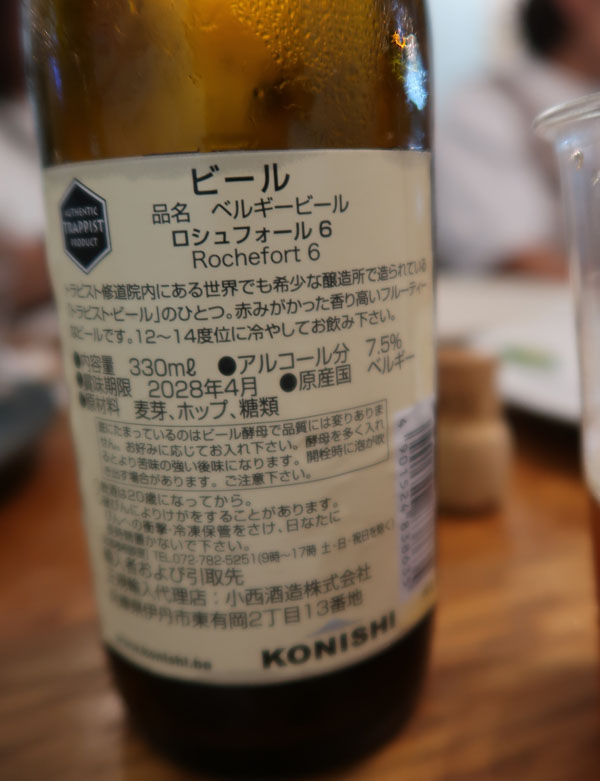 AUTHENTIC
TRAPPIST
PRODUCT
ビール
品名 ベルギービール
ロシュフォール 6
Rochefort 6
トラピスト修道院内にある世界でも希少な醸造所で造られている
「トラピスト・ビール」のひとつ。赤みがかった香り高いフルーティー
なビールです。12〜14度位に冷やしてお飲み下さい。
●内容量 330mℓ ●アルコール分 7.5%
●賞味期限 2028年4月 ●原産国 ベルギー
●原材料 麦芽、ホップ、糖類
底にたまっているのはビール酵母で品質には変りありま
せん。お好みに応じてお入れ下さい。酵母を多く入れ
るとより苦味の強い後味になります。開栓時に泡が吹
き出す場合があります。ご注意下さい。
飲酒は20歳になってから。
破びんによりけがをすることがあります。
びんへの衝撃・冷凍保管をさけ、日なたに
長時間置かないで下さい。
TEL.072-782-5251(9時〜17時 土・日・祝日を除く)
輸入者および引取先
輸入代理店:小西酒造株式会社
兵庫県伊丹市東有岡2丁目13番地
www.konishi.be
KONISHI